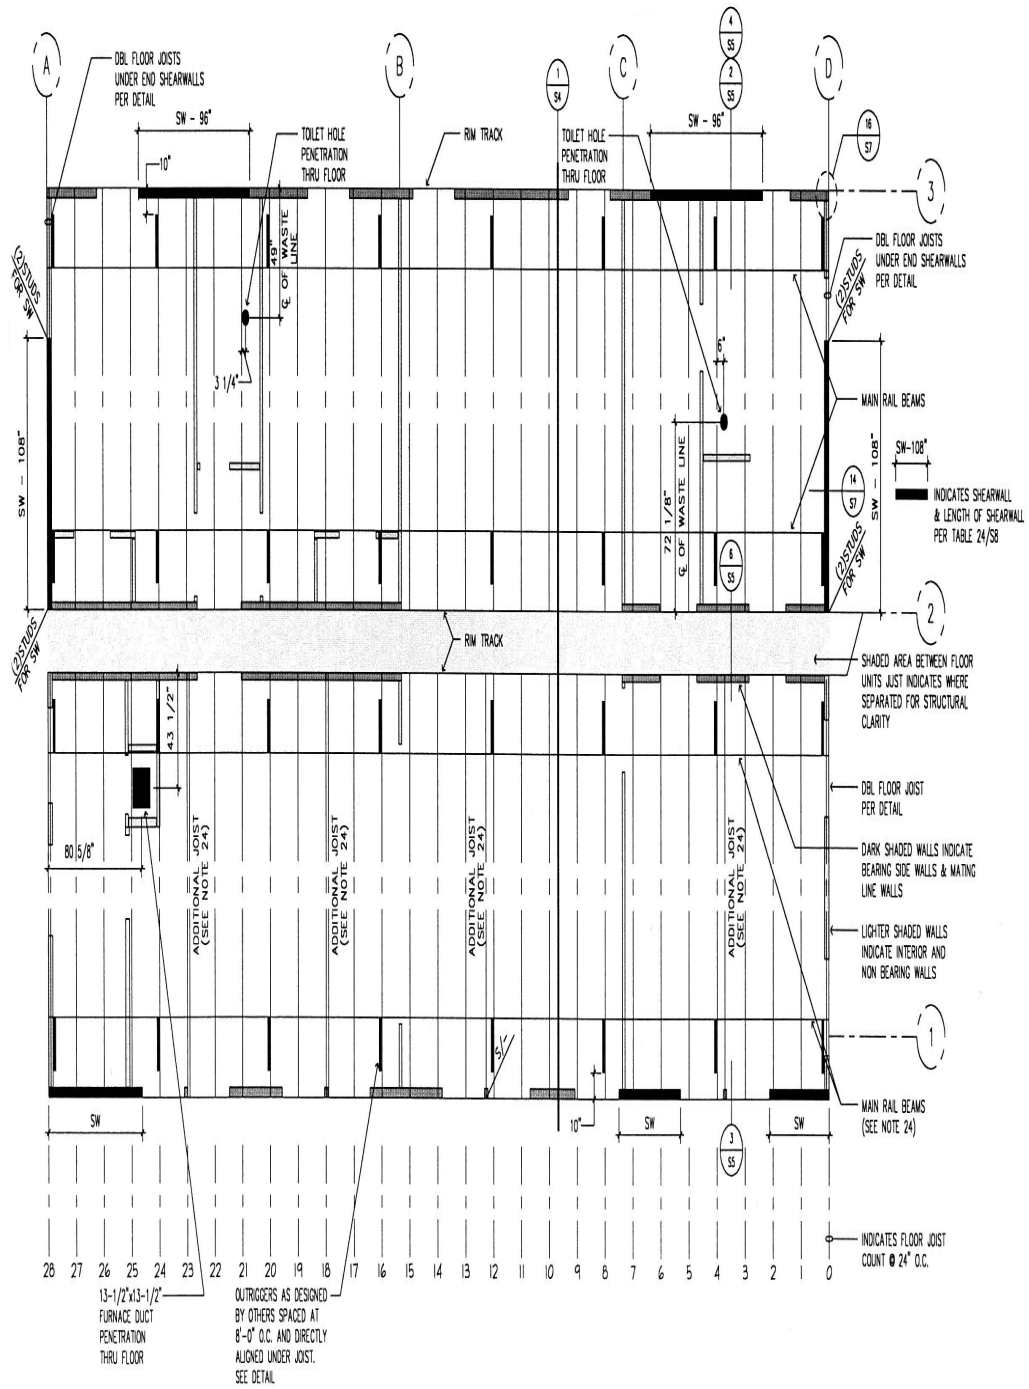 A
B
C
D
4
S5
2
S5
1
S4
16
S7
3
DBL FLOOR JOISTS
UNDER END SHEARWALLS
PER DETAIL
SW - 96"
10"
TOILET HOLE
PENETRATION
THRU FLOOR
RIM TRACK
TOILET HOLE
PENETRATION
THRU FLOOR
SW - 96"
49"
℄ OF WASTE
LINE
(2)STUDS
FOR SW
3 1/4"
6"
DBL FLOOR JOISTS
UNDER END SHEARWALLS
PER DETAIL
(2)STUDS
FOR SW
MAIN RAIL BEAMS
SW - 108"
72 1/8"
℄ OF WASTE LINE
SW - 108"
SW-108"
INDICATES SHEARWALL
& LENGTH OF SHEARWALL
PER TABLE 24/S8
14
S7
6
S5
(2)STUDS
FOR SW
2
(2)STUDS
FOR SW
RIM TRACK
SHADED AREA BETWEEN FLOOR
UNITS JUST INDICATES WHERE
SEPARATED FOR STRUCTURAL
CLARITY
43 1/2"
80 5/8"
DBL FLOOR JOIST
PER DETAIL
DARK SHADED WALLS INDICATE
BEARING SIDE WALLS & MATING
LINE WALLS
ADDITIONAL JOIST
(SEE NOTE 24)
ADDITIONAL JOIST
(SEE NOTE 24)
ADDITIONAL JOIST
(SEE NOTE 24)
ADDITIONAL JOIST
(SEE NOTE 24)
LIGHTER SHADED WALLS
INDICATE INTERIOR AND
NON BEARING WALLS
1
S/-
10"
MAIN RAIL BEAMS
(SEE NOTE 24)
SW
SW
SW
3
S5
INDICATES FLOOR JOIST
COUNT @ 24" O.C.
28 27 26 25 24 23 22 21 20 19 18 17 16 15 14 13 12 11 10 9 8 7 6 5 4 3 2 1 0
13-1/2"x13-1/2"
FURNACE DUCT
PENETRATION
THRU FLOOR
OUTRIGGERS AS DESIGNED
BY OTHERS SPACED AT
8'-0" O.C. AND DIRECTLY
ALIGNED UNDER JOIST.
SEE DETAIL